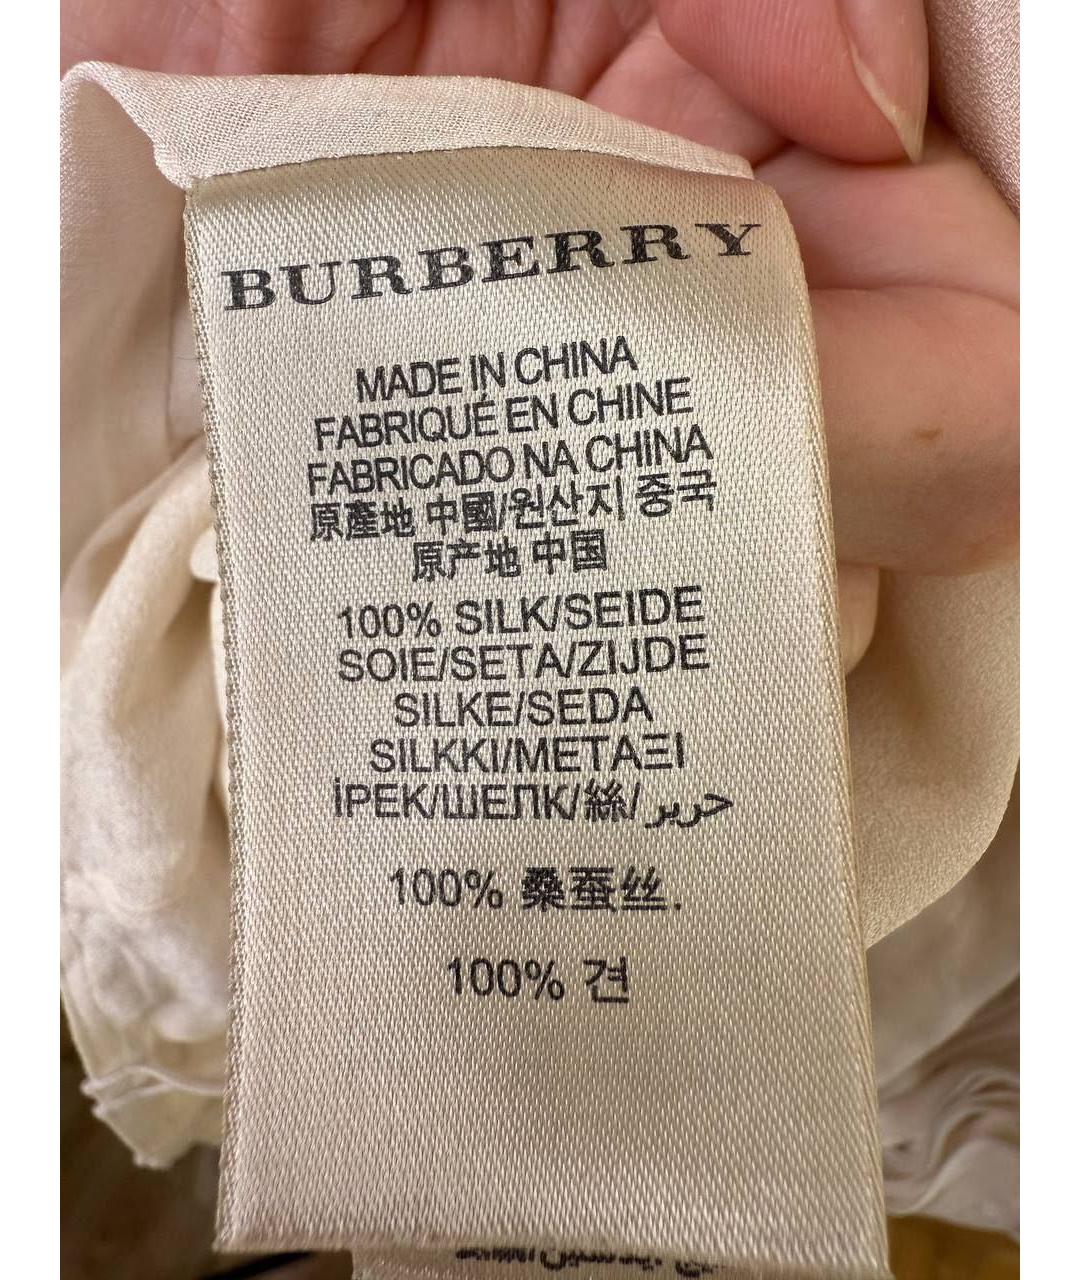 BURBERRY
MADE IN CHINA
FABRIQUÉ EN CHINE
FABRICADO NA CHINA
原產地 中國/원산지 중국
原产地 中国
100% SILK/SEIDE
SOIE/SETA/ZIJDE
SILKE/SEDA
SILKKI/ΜΕΤΑΞΙ
İPEK/ШЕЛК/絲/ حرير
100% 桑蚕丝.
100% 견